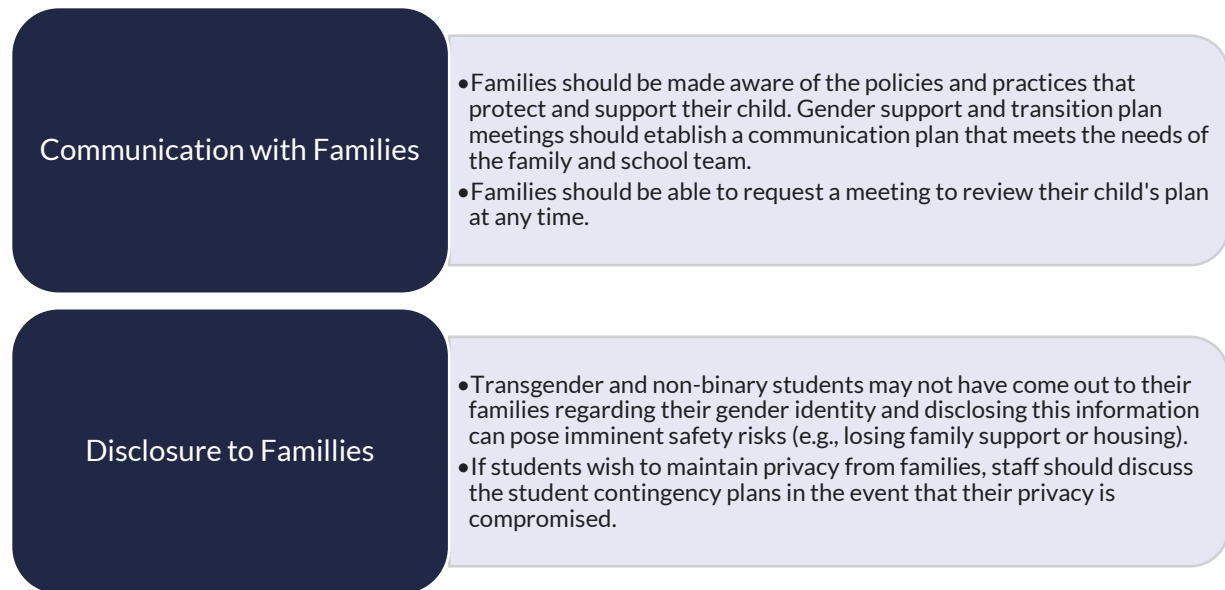 Communication with Families
•Families should be made aware of the policies and practices that
protect and support their child. Gender support and transition plan
meetings should etablish a communication plan that meets the needs of
the family and school team.
•Families should be able to request a meeting to review their child's plan
at any time.
Disclosure to Famillies
•Transgender and non-binary students may not have come out to their
families regarding their gender identity and disclosing this information
can pose imminent safety risks (e.g., losing family support or housing).
•If students wish to maintain privacy from families, staff should discuss
the student contingency plans in the event that their privacy is
compromised.